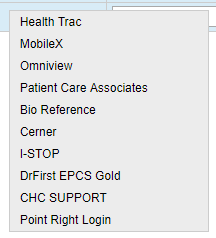 Health Trac
MobileX
Omniview
Patient Care Associates
Bio Reference
Cerner
I-STOP
DrFirst EPCS Gold
CHC SUPPORT
Point Right Login